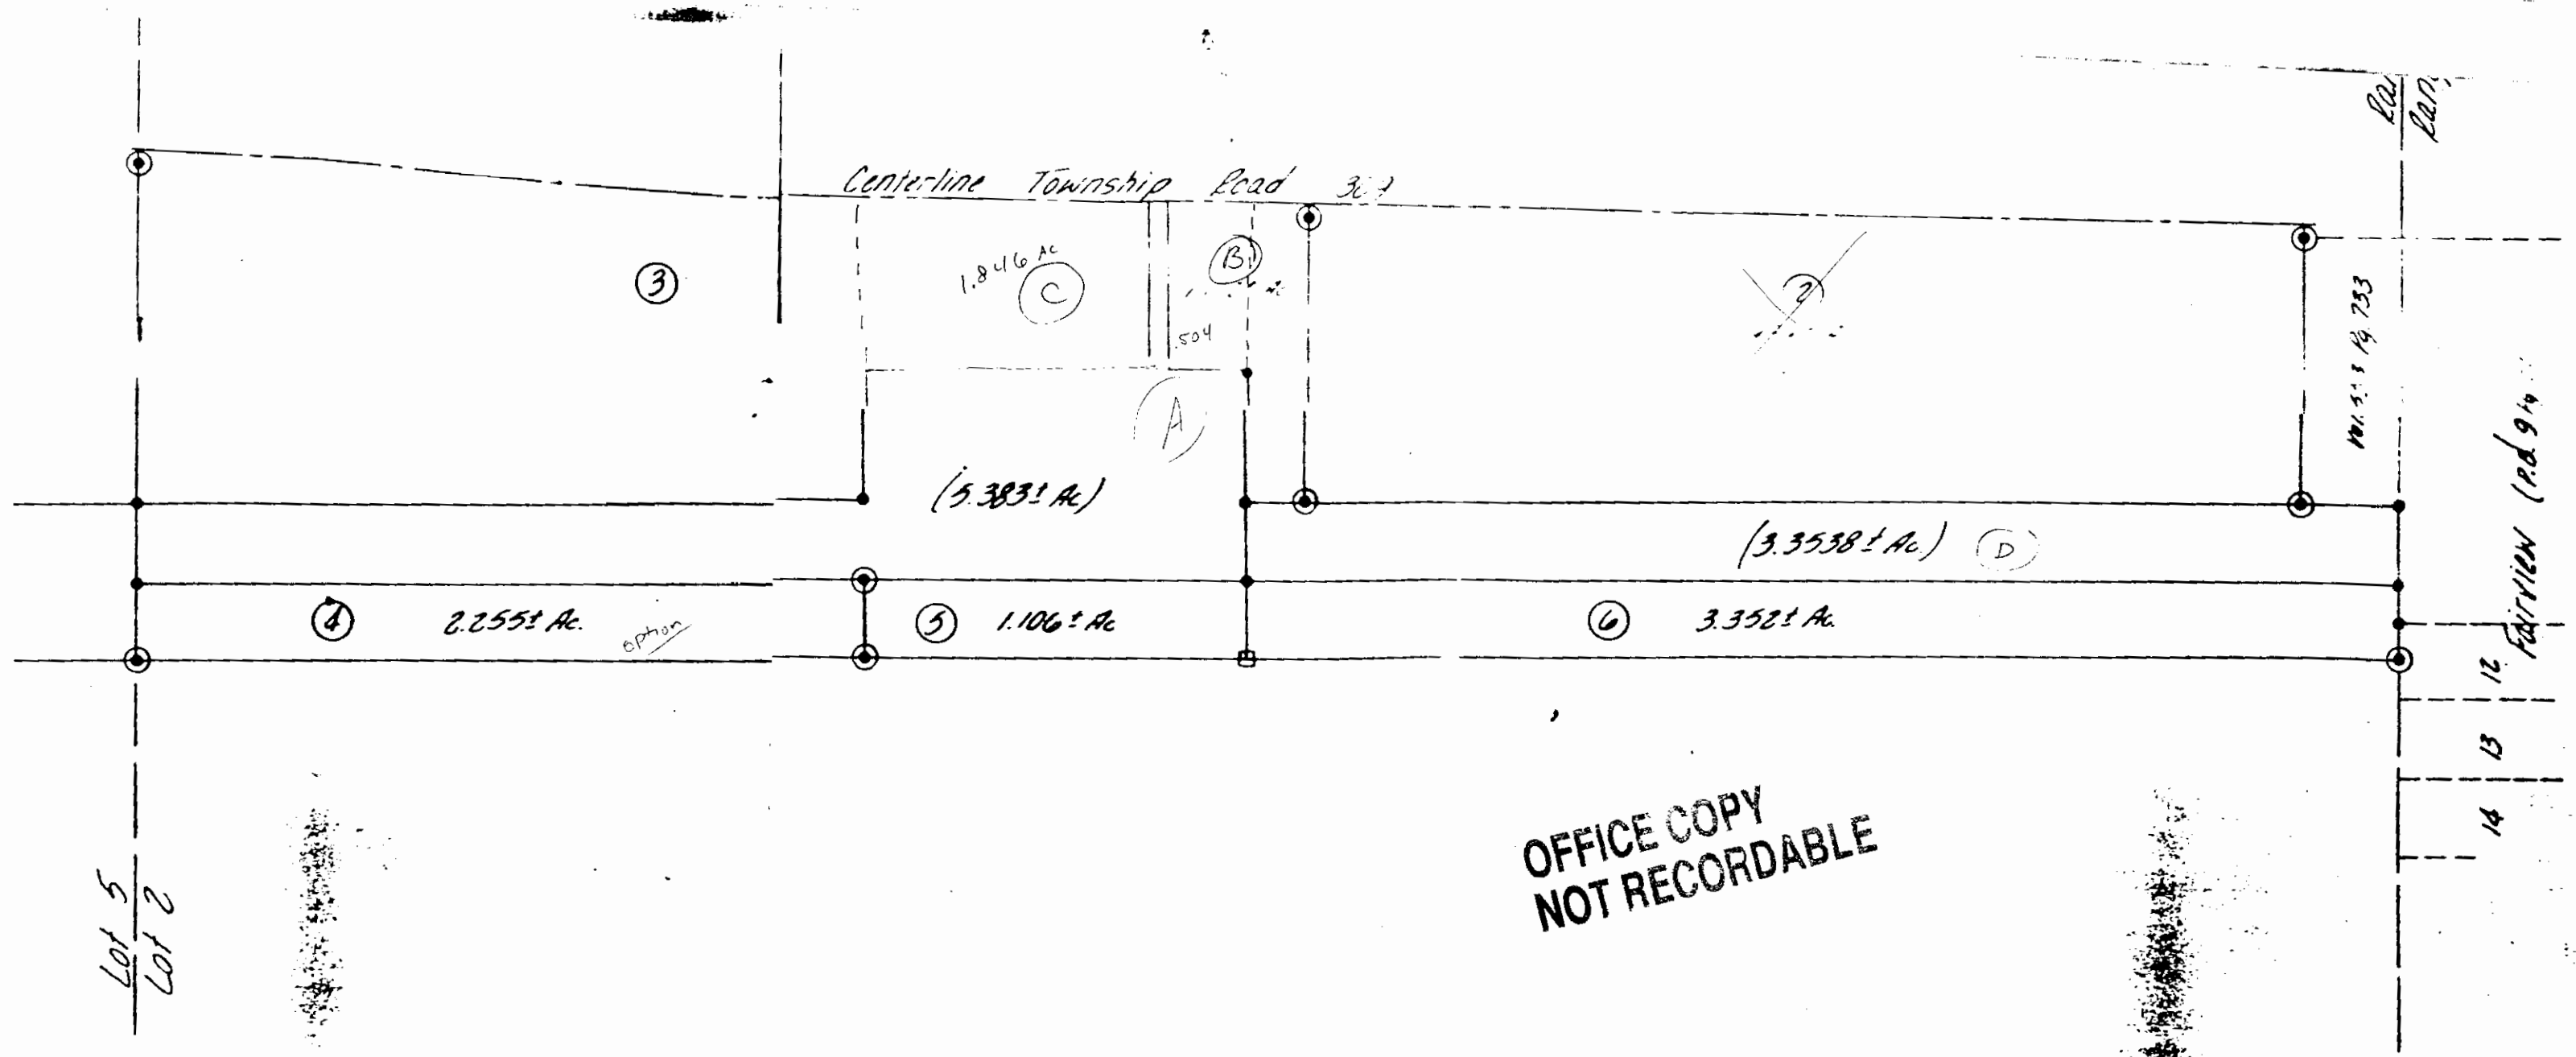 Centerline Township Road
3
1.846 Ac
C
B
.504
2
Pg. 733
A
(5.383± Ac)
(3.3538± Ac.) D
Fairview
4 2.255± Ac.
option
5 1.106± Ac
6 3.352± Ac.
12
13
14
OFFICE COPY
NOT RECORDABLE
Lot 5
Lot 2